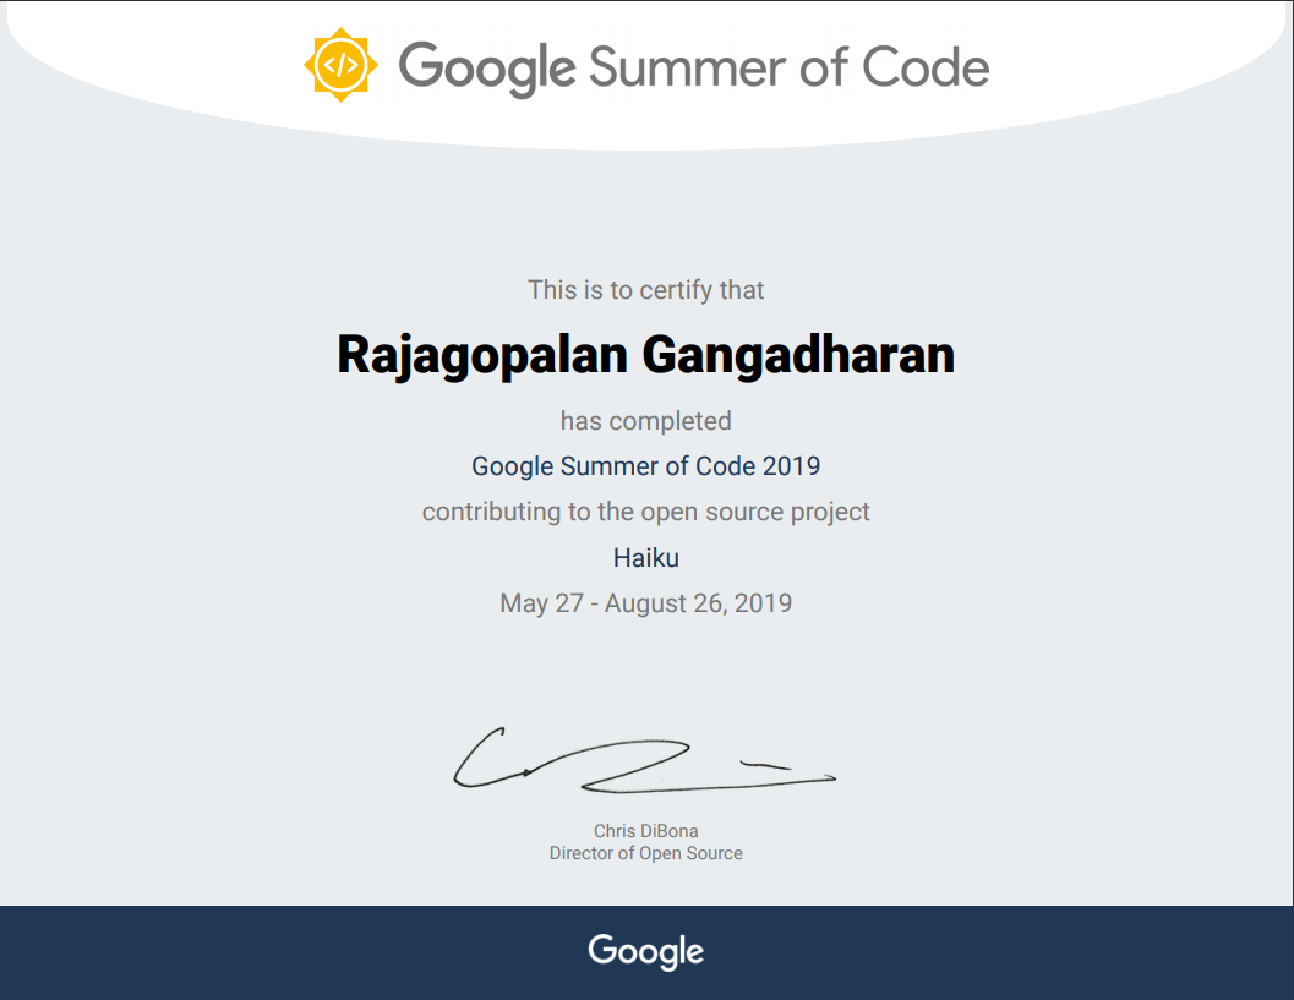 Google Summer of Code
This is to certify that
Rajagopalan Gangadharan
has completed
Google Summer of Code 2019
contributing to the open source project
Haiku
May 27 - August 26, 2019
Chris DiBona
Director of Open Source
Google